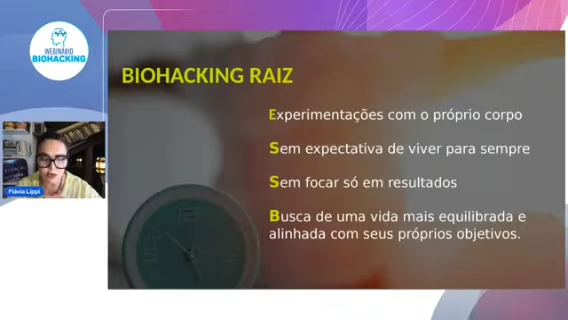 WEBINÁRIO
BIOHACKING
BIOHACKING RAIZ
Experimentações com o próprio corpo
Sem expectativa de viver para sempre
Sem focar só em resultados
Busca de uma vida mais equilibrada e
alinhada com seus próprios objetivos.
Flávia Lippi